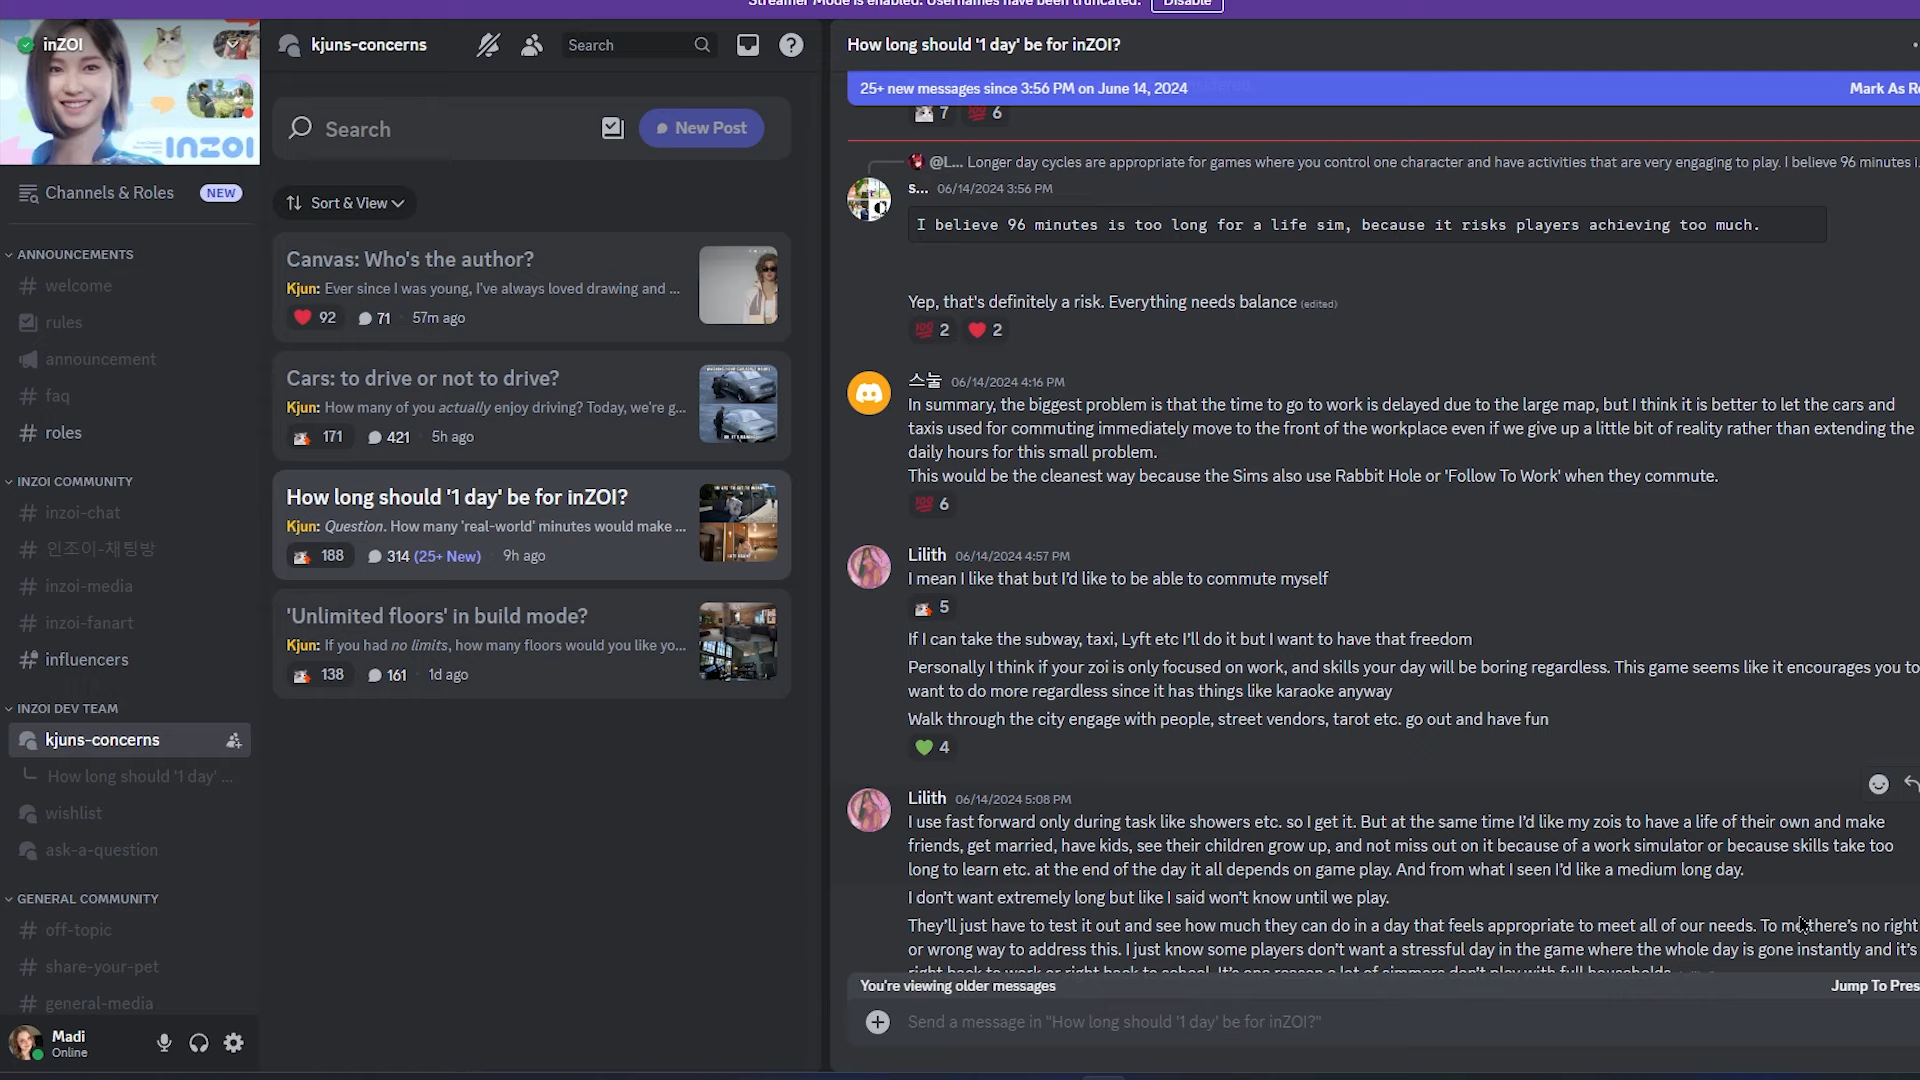 Streamer Mode is enabled. Usernames have been truncated.
Disable
inZOI
INZOI
Channels & Roles
NEW
ANNOUNCEMENTS
welcome
rules
announcement
faq
roles
INZOI COMMUNITY
inzoi-chat
인조이-채팅방
inzoi-media
inzoi-fanart
influencers
INZOI DEV TEAM
kjuns-concerns
How long should '1 day' ...
wishlist
ask-a-question
GENERAL COMMUNITY
off-topic
share-your-pet
general-media
Madi
Online
kjuns-concerns
Search
Search
New Post
Sort & View
Canvas: Who's the author?
Kjun: Ever since I was young, I've always loved drawing and ...
92 71 57m ago
Cars: to drive or not to drive?
Kjun: How many of you actually enjoy driving? Today, we're g...
171 421 5h ago
How long should '1 day' be for inZOI?
Kjun: Question. How many 'real-world' minutes would make ...
188 314 (25+ New) 9h ago
'Unlimited floors' in build mode?
Kjun: If you had no limits, how many floors would you like yo...
138 161 1d ago
How long should '1 day' be for inZOI?
25+ new messages since 3:56 PM on June 14, 2024
Mark As Re
7 6
@L... Longer day cycles are appropriate for games where you control one character and have activities that are very engaging to play. I believe 96 minutes i...
s... 06/14/2024 3:56 PM
I believe 96 minutes is too long for a life sim, because it risks players achieving too much.
Yep, that's definitely a risk. Everything needs balance (edited)
2 2
스눌 06/14/2024 4:16 PM
In summary, the biggest problem is that the time to go to work is delayed due to the large map, but I think it is better to let the cars and
taxis used for commuting immediately move to the front of the workplace even if we give up a little bit of reality rather than extending the
daily hours for this small problem.
This would be the cleanest way because the Sims also use Rabbit Hole or 'Follow To Work' when they commute.
6
Lilith 06/14/2024 4:57 PM
I mean I like that but I'd like to be able to commute myself
5
If I can take the subway, taxi, Lyft etc I'll do it but I want to have that freedom
Personally I think if your zoi is only focused on work, and skills your day will be boring regardless. This game seems like it encourages you to
want to do more regardless since it has things like karaoke anyway
Walk through the city engage with people, street vendors, tarot etc. go out and have fun
4
Lilith 06/14/2024 5:08 PM
I use fast forward only during task like showers etc. so I get it. But at the same time I'd like my zois to have a life of their own and make
friends, get married, have kids, see their children grow up, and not miss out on it because of a work simulator or because skills take too
long to learn etc. at the end of the day it all depends on game play. And from what I seen I'd like a medium long day.
I don't want extremely long but like I said won't know until we play.
They'll just have to test it out and see how much they can do in a day that feels appropriate to meet all of our needs. To me there's no right
or wrong way to address this. I just know some players don't want a stressful day in the game where the whole day is gone instantly and it's
right back to work or right back to school. It's one reason a lot of simmers don't play with full households
You're viewing older messages
Jump To Pres
Send a message in "How long should '1 day' be for inZOI?"